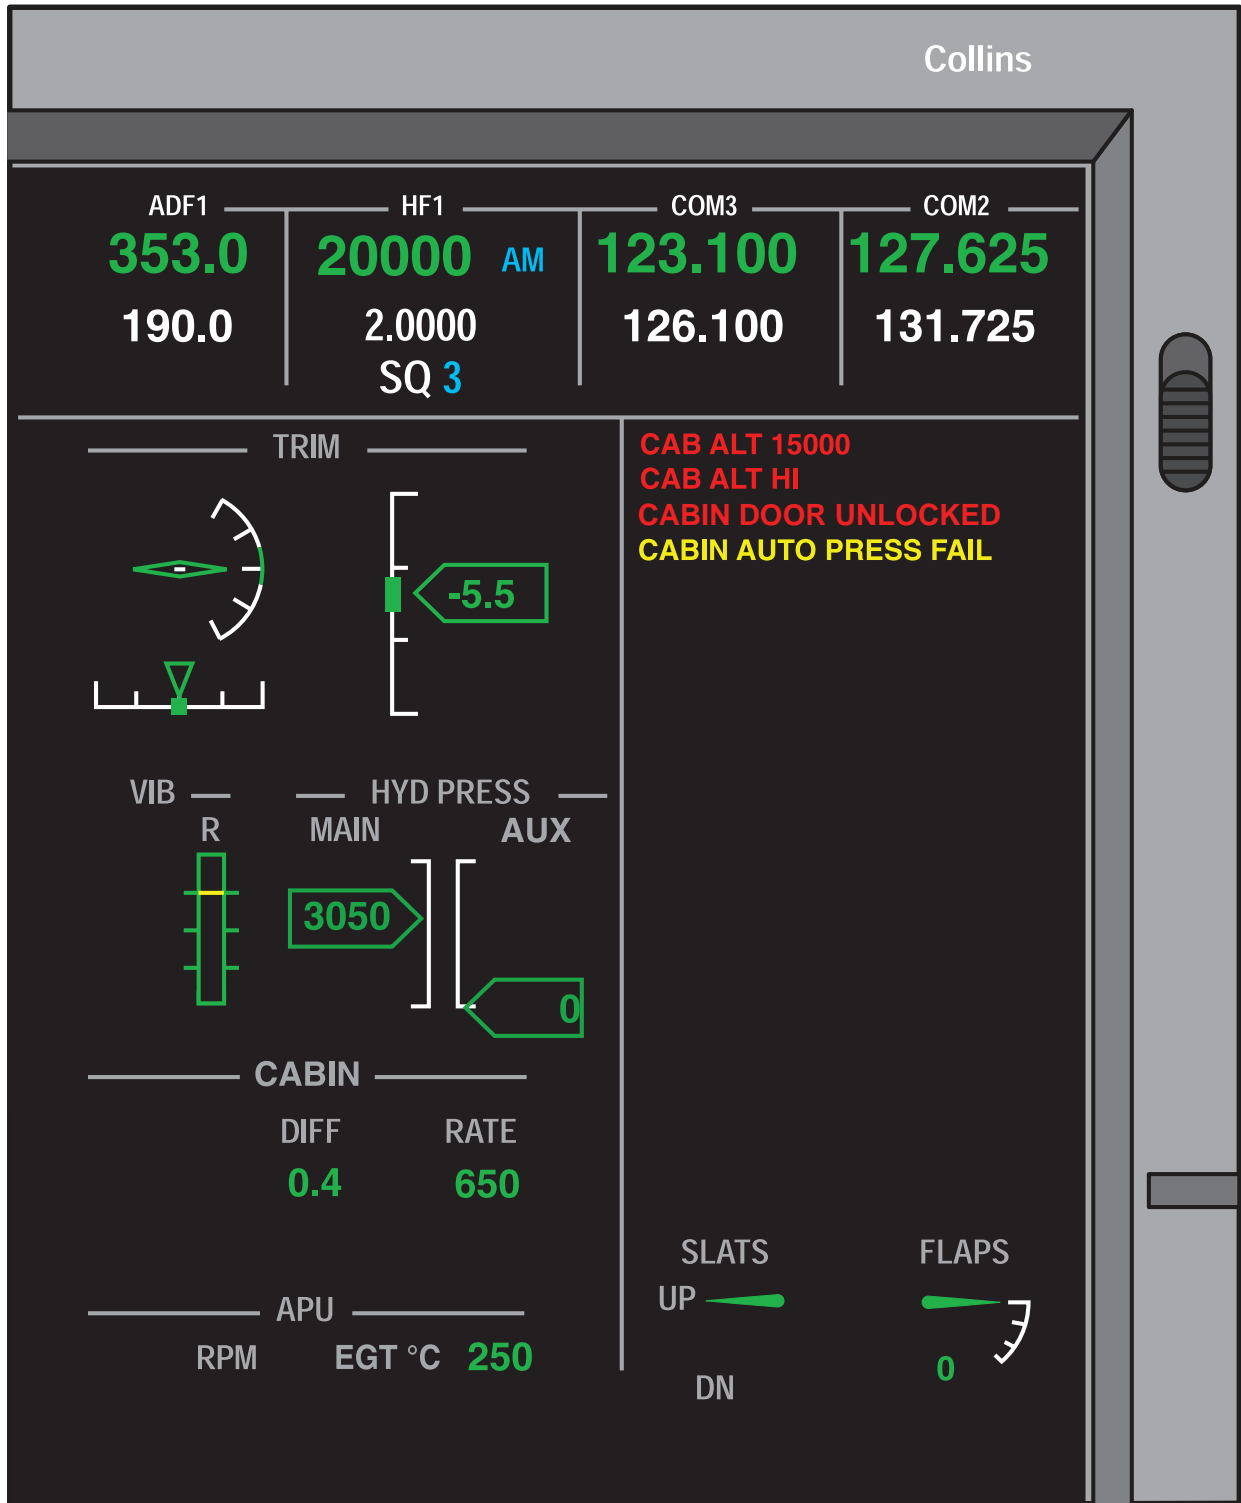 Collins
ADF1 HF1 COM3 COM2
353.0 20000 AM 123.100 127.625
190.0 2.0000 126.100 131.725
SQ 3
TRIM
-5.5
CAB ALT 15000
CAB ALT HI
CABIN DOOR UNLOCKED
CABIN AUTO PRESS FAIL
VIB HYD PRESS
R MAIN AUX
3050
0
CABIN
DIFF RATE
0.4 650
APU
RPM EGT °C 250
SLATS FLAPS
UP
0
DN